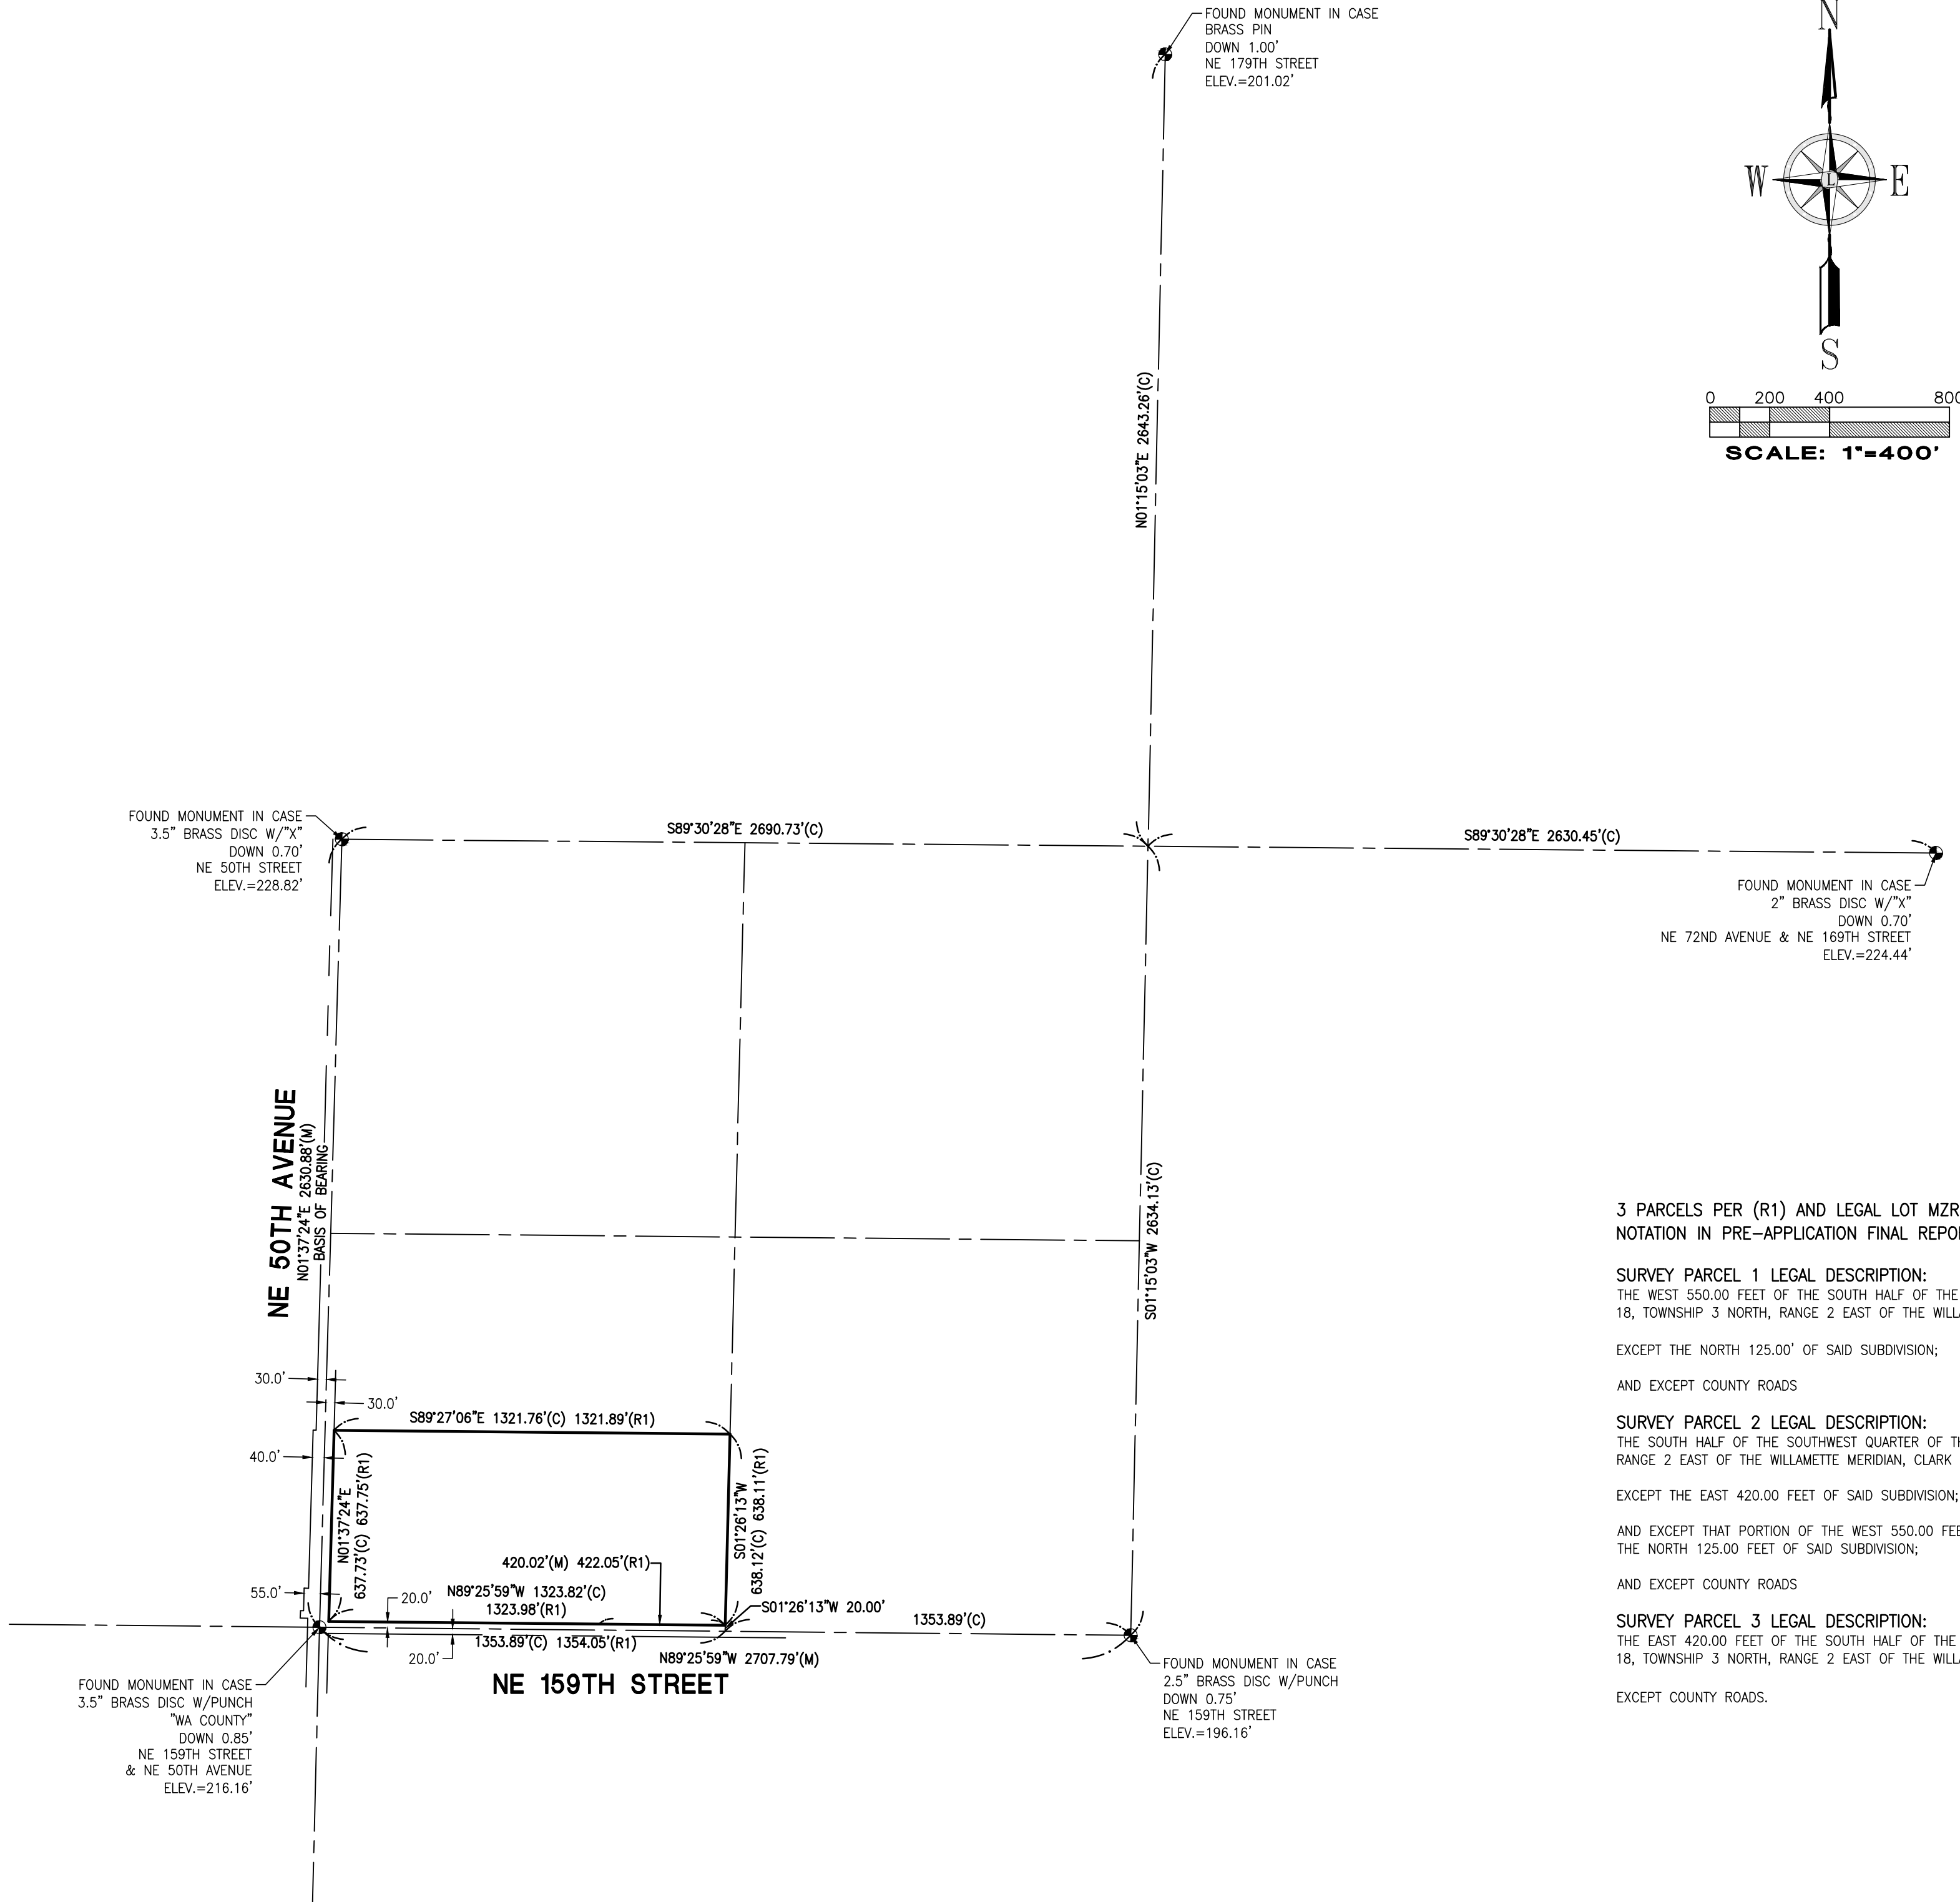 FOUND MONUMENT IN CASE
BRASS PIN
DOWN 1.00'
NE 179TH STREET
ELEV.=201.02'
N
W
L
E
S
0 200 400 800
SCALE: 1"=400'
N01°15'03"E 2643.26'(C)
FOUND MONUMENT IN CASE
3.5" BRASS DISC W/"X"
DOWN 0.70'
NE 50TH STREET
ELEV.=228.82'
S89°30'28"E 2690.73'(C)
S89°30'28"E 2630.45'(C)
FOUND MONUMENT IN CASE
2" BRASS DISC W/"X"
DOWN 0.70'
NE 72ND AVENUE & NE 169TH STREET
ELEV.=224.44'
NE 50TH AVENUE
N01°37'24"E 2630.88'(M)
BASIS OF BEARING
S01°15'03"W 2634.13'(C)
30.0'
30.0'
S89°27'06"E 1321.76'(C) 1321.89'(R1)
40.0'
N01°37'24"E
637.73'(C) 637.75'(R1)
S01°26'13"W
638.12'(C) 638.11'(R1)
420.02'(M) 422.05'(R1)
55.0'
20.0'
N89°25'59"W 1323.82'(C)
1323.98'(R1)
S01°26'13"W 20.00'
1353.89'(C)
1353.89'(C) 1354.05'(R1)
20.0'
N89°25'59"W 2707.79'(M)
NE 159TH STREET
FOUND MONUMENT IN CASE
3.5" BRASS DISC W/PUNCH
"WA COUNTY"
DOWN 0.85'
NE 159TH STREET
& NE 50TH AVENUE
ELEV.=216.16'
FOUND MONUMENT IN CASE
2.5" BRASS DISC W/PUNCH
DOWN 0.75'
NE 159TH STREET
ELEV.=196.16'
3 PARCELS PER (R1) AND LEGAL LOT MZR
NOTATION IN PRE-APPLICATION FINAL REPO
SURVEY PARCEL 1 LEGAL DESCRIPTION:
THE WEST 550.00 FEET OF THE SOUTH HALF OF THE
18, TOWNSHIP 3 NORTH, RANGE 2 EAST OF THE WILL
EXCEPT THE NORTH 125.00' OF SAID SUBDIVISION;
AND EXCEPT COUNTY ROADS
SURVEY PARCEL 2 LEGAL DESCRIPTION:
THE SOUTH HALF OF THE SOUTHWEST QUARTER OF T
RANGE 2 EAST OF THE WILLAMETTE MERIDIAN, CLARK
EXCEPT THE EAST 420.00 FEET OF SAID SUBDIVISION;
AND EXCEPT THAT PORTION OF THE WEST 550.00 FEE
THE NORTH 125.00 FEET OF SAID SUBDIVISION;
AND EXCEPT COUNTY ROADS
SURVEY PARCEL 3 LEGAL DESCRIPTION:
THE EAST 420.00 FEET OF THE SOUTH HALF OF THE
18, TOWNSHIP 3 NORTH, RANGE 2 EAST OF THE WILL
EXCEPT COUNTY ROADS.